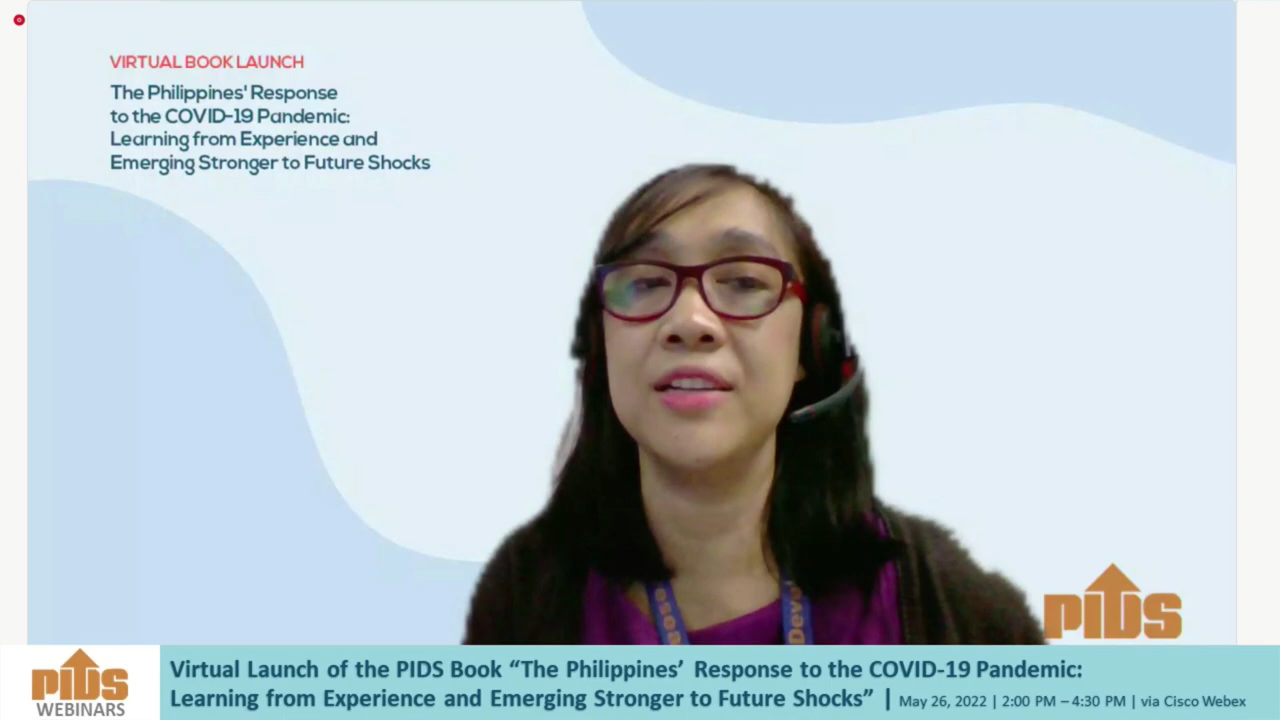 VIRTUAL BOOK LAUNCH
The Philippines' Response
to the COVID-19 Pandemic:
Learning from Experience and
Emerging Stronger to Future Shocks
PIDS
PIDS
WEBINARS
Virtual Launch of the PIDS Book “The Philippines’ Response to the COVID-19 Pandemic:
Learning from Experience and Emerging Stronger to Future Shocks” | May 26, 2022 | 2:00 PM – 4:30 PM | via Cisco Webex